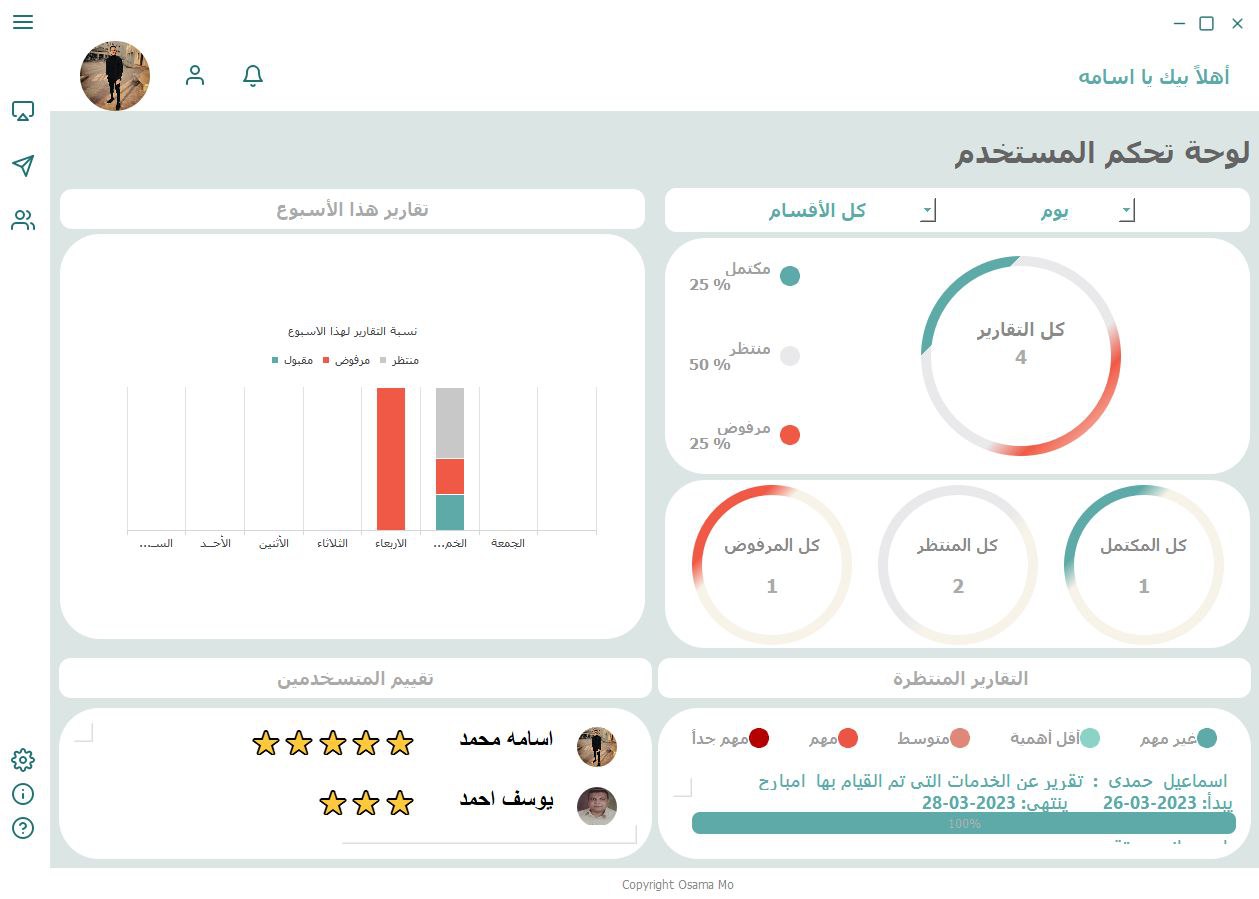 أهلاً بيك يا اسامه
لوحة تحكم المستخدم
يوم
كل الأقسام
تقارير هذا الأسبوع
كل التقارير
4
مكتمل
25 %
منتظر
50 %
مرفوض
25 %
نسبة التقارير لهذا الاسبوع
منتظر
مرفوض
مقبول
السـ...
الأحـد
الأثنين
الثلاثاء
الاربعاء
الخم...
الجمعة
كل المكتمل
1
كل المنتظر
2
كل المرفوض
1
التقارير المنتظرة
غير مهم
أقل أهمية
متوسط
مهم
مهم جداً
اسماعيل حمدى : تقرير عن الخدمات التى تم القيام بها امبارح
يبدأ: 2023-03-26 ينتهى: 2023-03-28
100%
تقييم المتسخدمين
اسامه محمد
يوسف احمد
Copyright Osama Mo